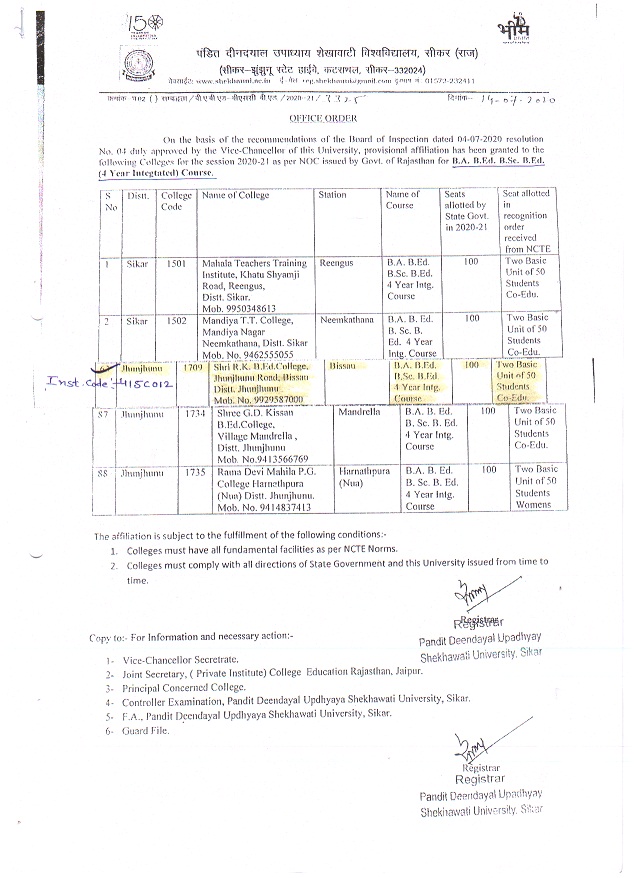 150
भीम
पंडित दीनदयाल उपाध्याय शेखावाटी विश्वविद्यालय, सीकर (राज)
(सीकर–झुंझुनू स्टेट हाईवे, कटराथल, सीकर–332024)
वेबसाईट: www.shekhauni.ac.in ई-मेल reg.shekhauni@gmail.com दूरभाष नं. 01572-232411
/2020-21/ 3325 दिनांक:-
OFFICE ORDER
On the basis of the recommendations of the Board of Inspection dated 04-07-2020 resolution
No. 04 duly approved by the Vice-Chancellor of this University, provisional affiliation has been granted to the
following Colleges for the session 2020-21 as per NOC issued by Govt. of Rajasthan for B.A. B.Ed. B.Sc. B.Ed.
(4 Year Integtated) Course.
S No | Distt. | College Code | Name of College | Station | Name of Course | Seats allotted by State Govt. in 2020-21 | Seat allotted in recognition order received from NCTE
1 | Sikar | 1501 | Mahala Teachers Training Institute, Khatu Shyamji Road, Reengus, Distt. Sikar. Mob. 9950348613 | Reengus | B.A. B.Ed. B.Sc. B.Ed. 4 Year Intg. Course | 100 | Two Basic Unit of 50 Students Co-Edu.
2 | Sikar | 1502 | Mandiya T.T. College, Mandiya Nagar Neemkathana, Distt. Sikar Mob. No. 9462555055 | Neemkathana | B.A. B. Ed. B. Sc. B. Ed. 4 Year Intg. Course | 100 | Two Basic Unit of 50 Students Co-Edu.
Jhunjhunu | 1709 | Shri R.K. B.Ed.College, Jhunjhunu Road, Bissau Distt. Jhunjhunu. Mob. No. 9929587000 | Bissau | B.A. B.Ed. B.Sc. B.Ed. 4 Year Intg. Course | 100 | Two Basic Unit of 50 Students Co-Edu.
Inst. Code: 415C012
87 | Jhunjhunu | 1734 | Shree G.D. Kissan B.Ed.College, Village Mandrella , Distt. Jhunjhunu Mob. No.9413566769 | Mandrella | B.A. B. Ed. B. Sc. B. Ed. 4 Year Intg. Course | 100 | Two Basic Unit of 50 Students Co-Edu.
88 | Jhunjhunu | 1735 | Rama Devi Mahila P.G. College Harnethpura (Nua) Distt. Jhunjhunu. Mob. No. 9414837413 | Harnathpura (Nua) | B.A. B. Ed. B. Sc. B. Ed. 4 Year Intg. Course | 100 | Two Basic Unit of 50 Students Womens
The affiliation is subject to the fulfillment of the following conditions:-
1. Colleges must have all fundamental facilities as per NCTE Norms.
2. Colleges must comply with all directions of State Government and this University issued from time to
time.
Registrar
Registrar
Pandit Deendayal Upadhyay
Shekhawati University, Sikar
Copy to:- For Information and necessary action:-
1- Vice-Chancellor Secretrate.
2- Joint Secretary, ( Private Institute) College Education Rajasthan, Jaipur.
3- Principal Concerned College.
4- Controller Examination, Pandit Deendayal Updhyaya Shekhawati University, Sikar.
5- F.A., Pandit Deendayal Updhyaya Shekhawati University, Sikar.
6- Guard File.
Registrar
Registrar
Pandit Deendayal Upadhyay
Shekhawati University, Sikar